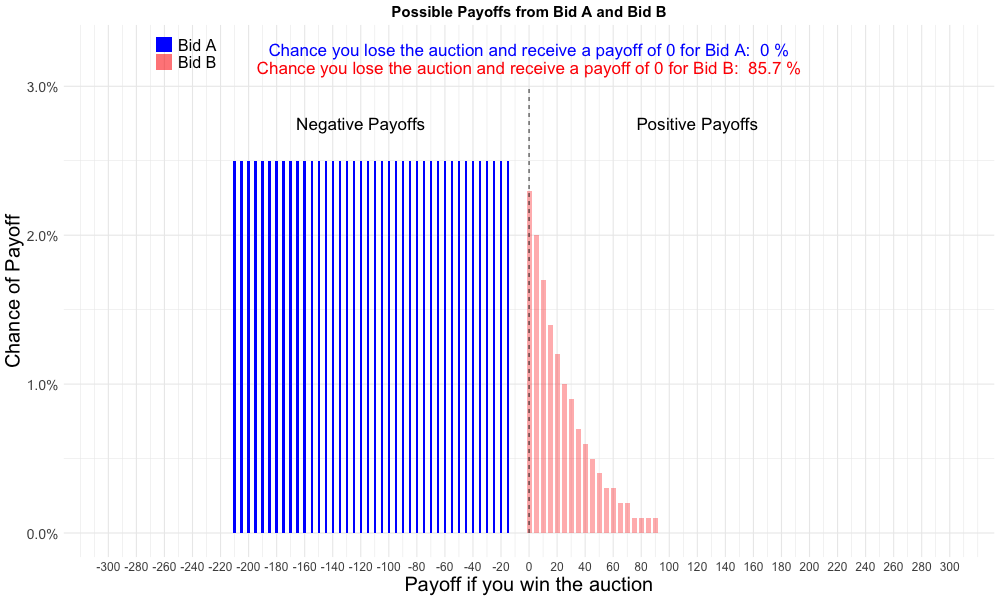 Possible Payoffs from Bid A and Bid B
Bid A
Bid B
Chance you lose the auction and receive a payoff of 0 for Bid A:  0 %
Chance you lose the auction and receive a payoff of 0 for Bid B:  85.7 %
Negative Payoffs
Positive Payoffs
Chance of Payoff
3.0%
2.0%
1.0%
0.0%
-300 -280 -260 -240 -220 -200 -180 -160 -140 -120 -100 -80 -60 -40 -20 0 20 40 60 80 100 120 140 160 180 200 220 240 260 280 300
Payoff if you win the auction